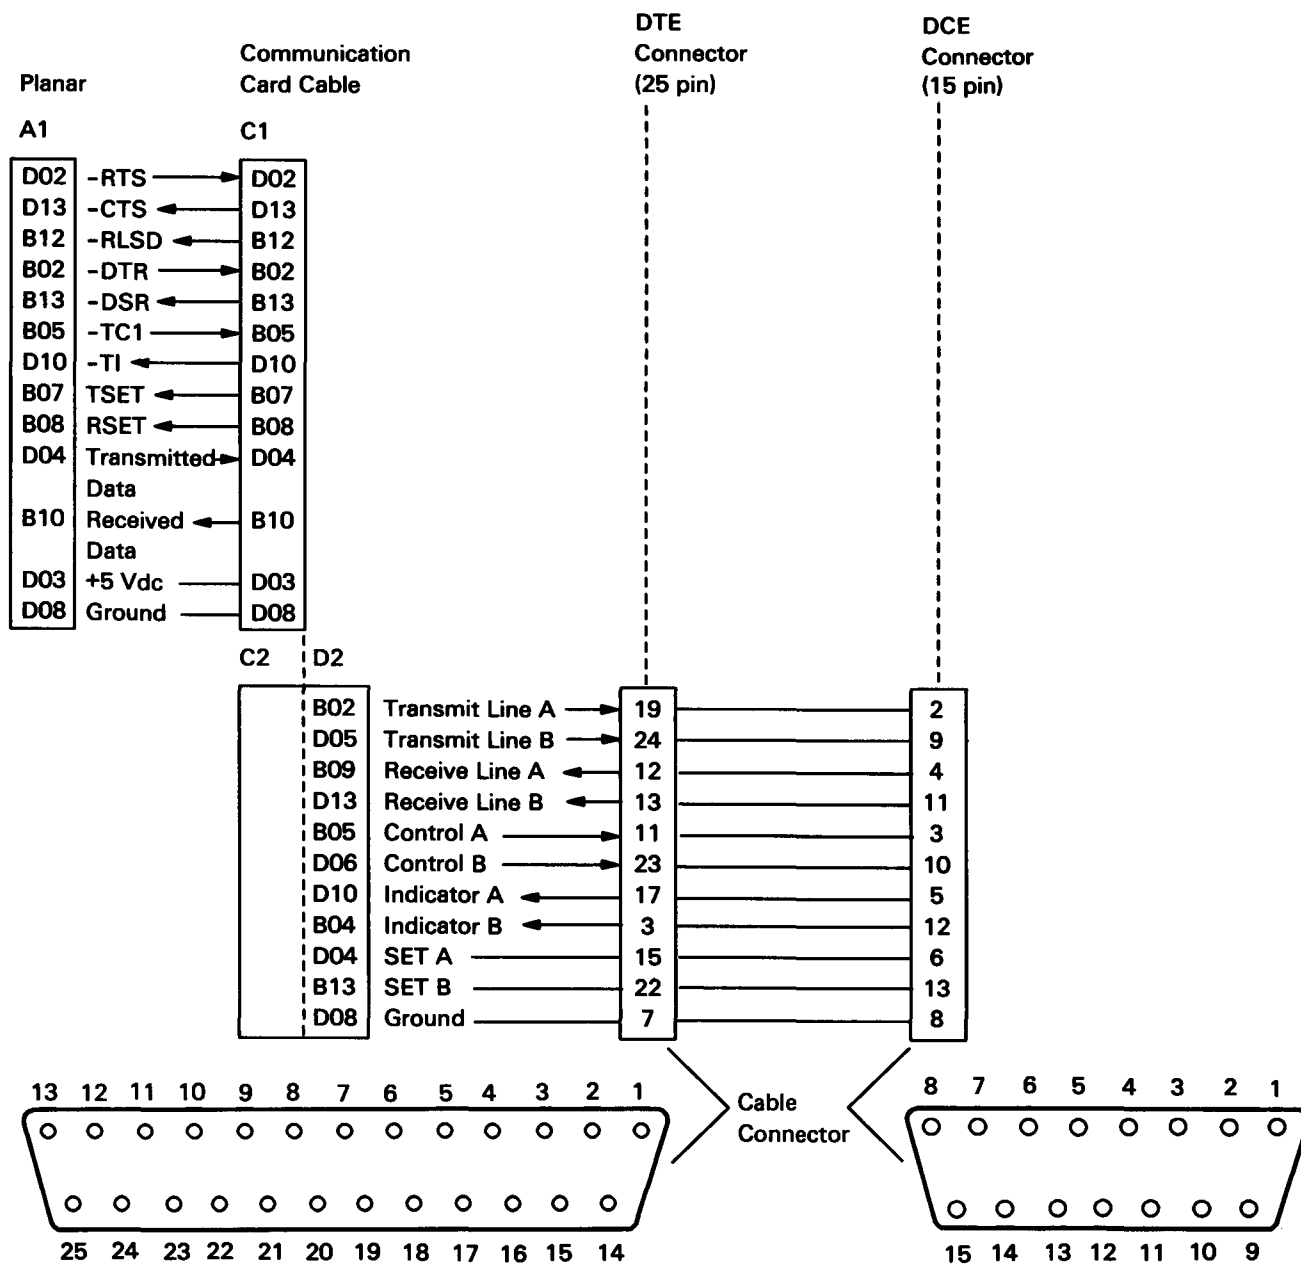 DTE
Connector
(25 pin)
DCE
Connector
(15 pin)
Communication
Card Cable
Planar
A1 C1
D02 -RTS D02
D13 -CTS D13
B12 -RLSD B12
B02 -DTR B02
B13 -DSR B13
B05 -TC1 B05
D10 -TI D10
B07 TSET B07
B08 RSET B08
D04 Transmitted D04
Data
B10 Received B10
Data
D03 +5 Vdc D03
D08 Ground D08
C2 D2
B02 Transmit Line A 19 2
D05 Transmit Line B 24 9
B09 Receive Line A 12 4
D13 Receive Line B 13 11
B05 Control A 11 3
D06 Control B 23 10
D10 Indicator A 17 5
B04 Indicator B 3 12
D04 SET A 15 6
B13 SET B 22 13
D08 Ground 7 8
13 12 11 10 9 8 7 6 5 4 3 2 1
Cable
Connector
8 7 6 5 4 3 2 1
25 24 23 22 21 20 19 18 17 16 15 14
15 14 13 12 11 10 9